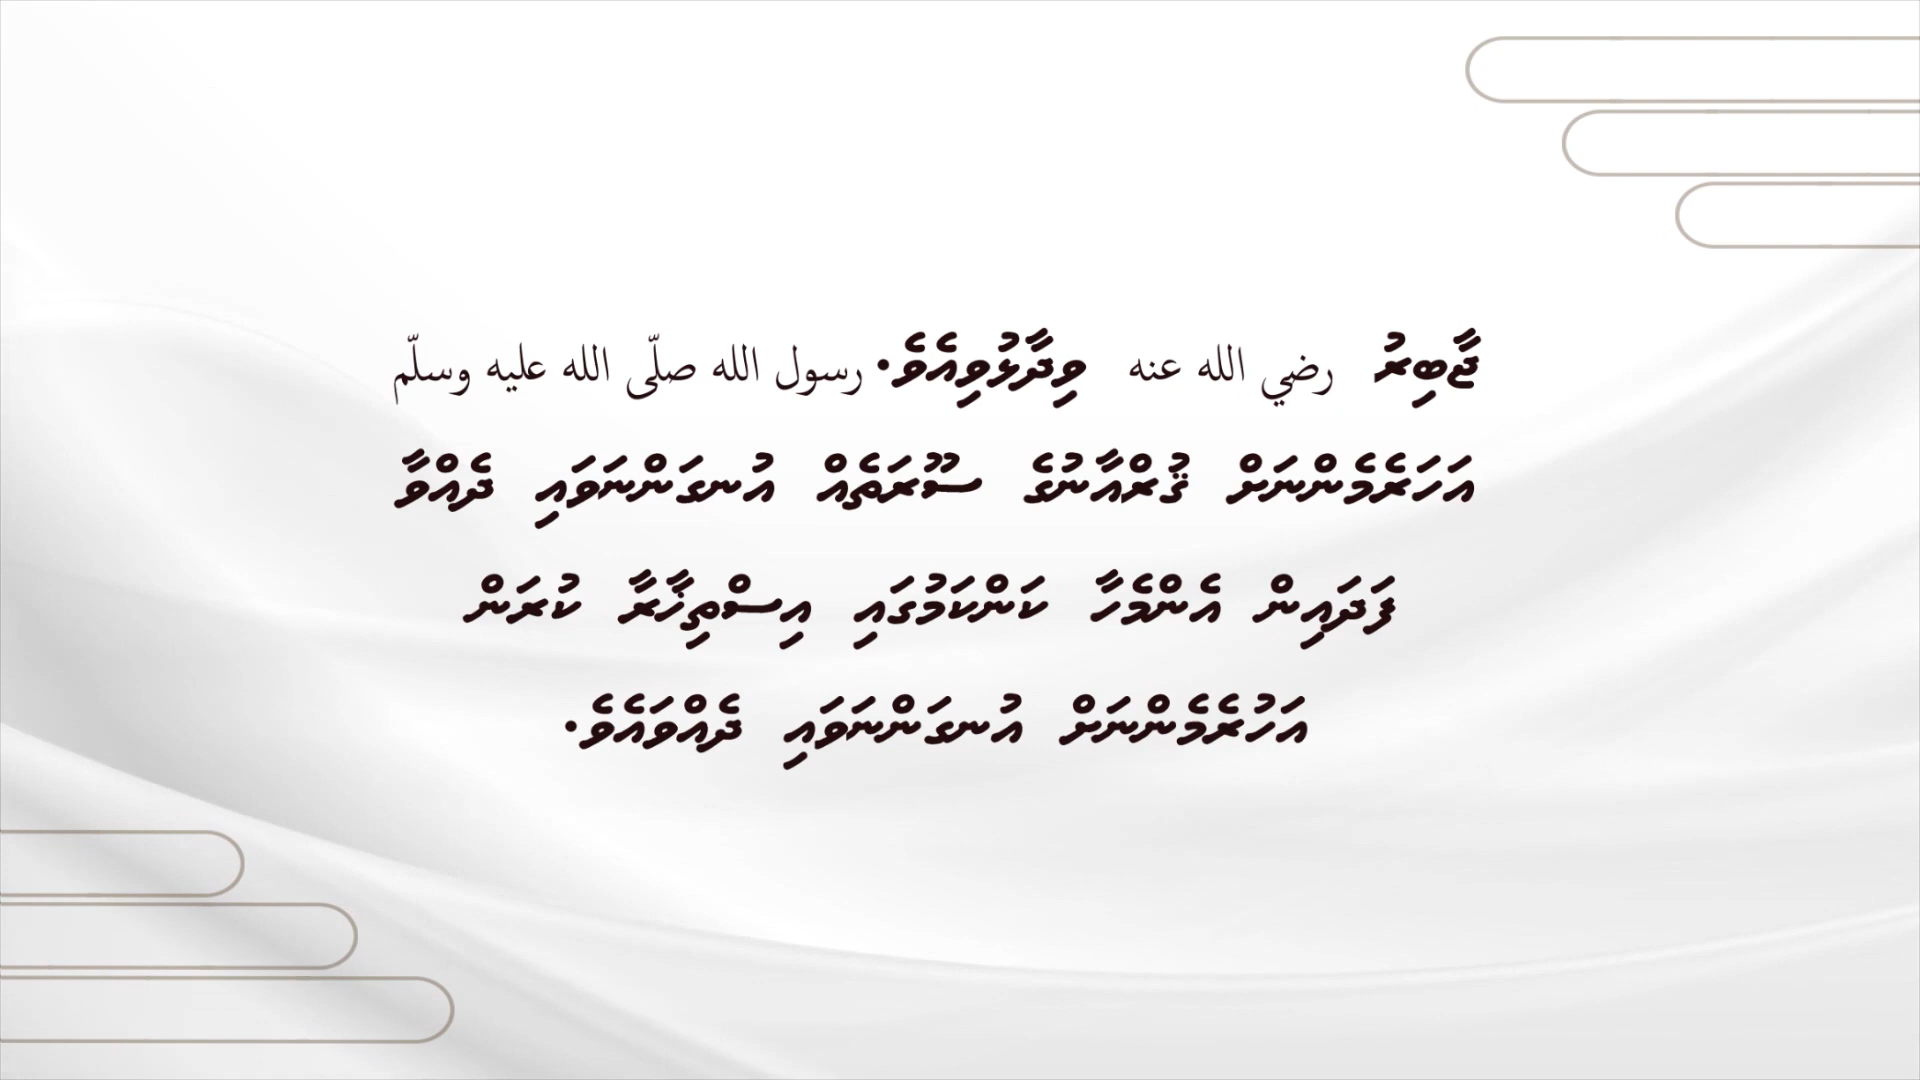 ޖާބިރު رضي الله عنه ވިދާޅުވިއެވެ. رسول الله صلّى الله عليه وسلّم
އަހަރެމެންނަށް ޤުރްއާނުގެ ސޫރަތެއް އުނގަންނަވައި ދެއްވާ
ފަދައިން އެންމެހާ ކަންކަމުގައި އިސްތިޚާރާ ކުރަން
އަހުރެމެންނަށް އުނގަންނަވައި ދެއްވައެވެ.